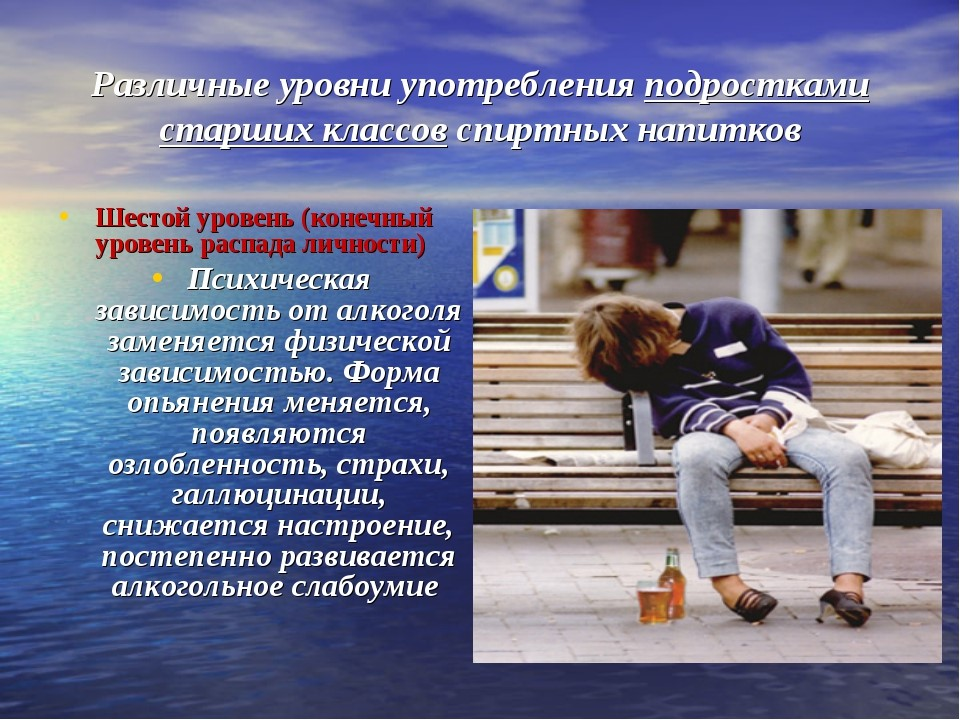 Различные уровни употребления подростками
старших классов спиртных напитков
• Шестой уровень (конечный
уровень распада личности)
• Психическая
зависимость от алкоголя
заменяется физической
зависимостью. Форма
опьянения меняется,
появляются
озлобленность, страхи,
галлюцинации,
снижается настроение,
постепенно развивается
алкогольное слабоумие